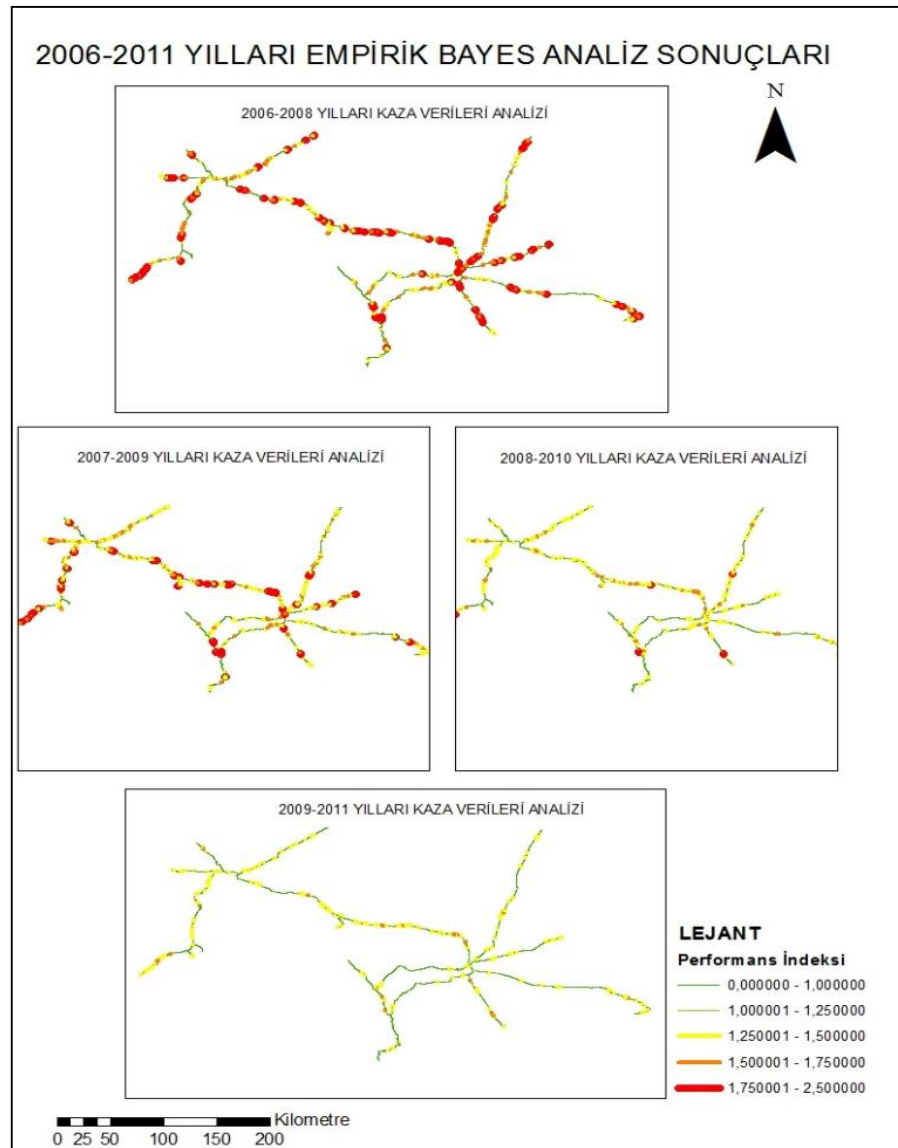 2006-2011 YILLARI EMPİRİK BAYES ANALİZ SONUÇLARI
N
2006-2008 YILLARI KAZA VERİLERİ ANALİZİ
2007-2009 YILLARI KAZA VERİLERİ ANALİZİ
2008-2010 YILLARI KAZA VERİLERİ ANALİZİ
2009-2011 YILLARI KAZA VERİLERİ ANALİZİ
LEJANT
Performans İndeksi
0,000000 - 1,000000
1,000001 - 1,250000
1,250001 - 1,500000
1,500001 - 1,750000
1,750001 - 2,500000
Kilometre
0 25 50 100 150 200